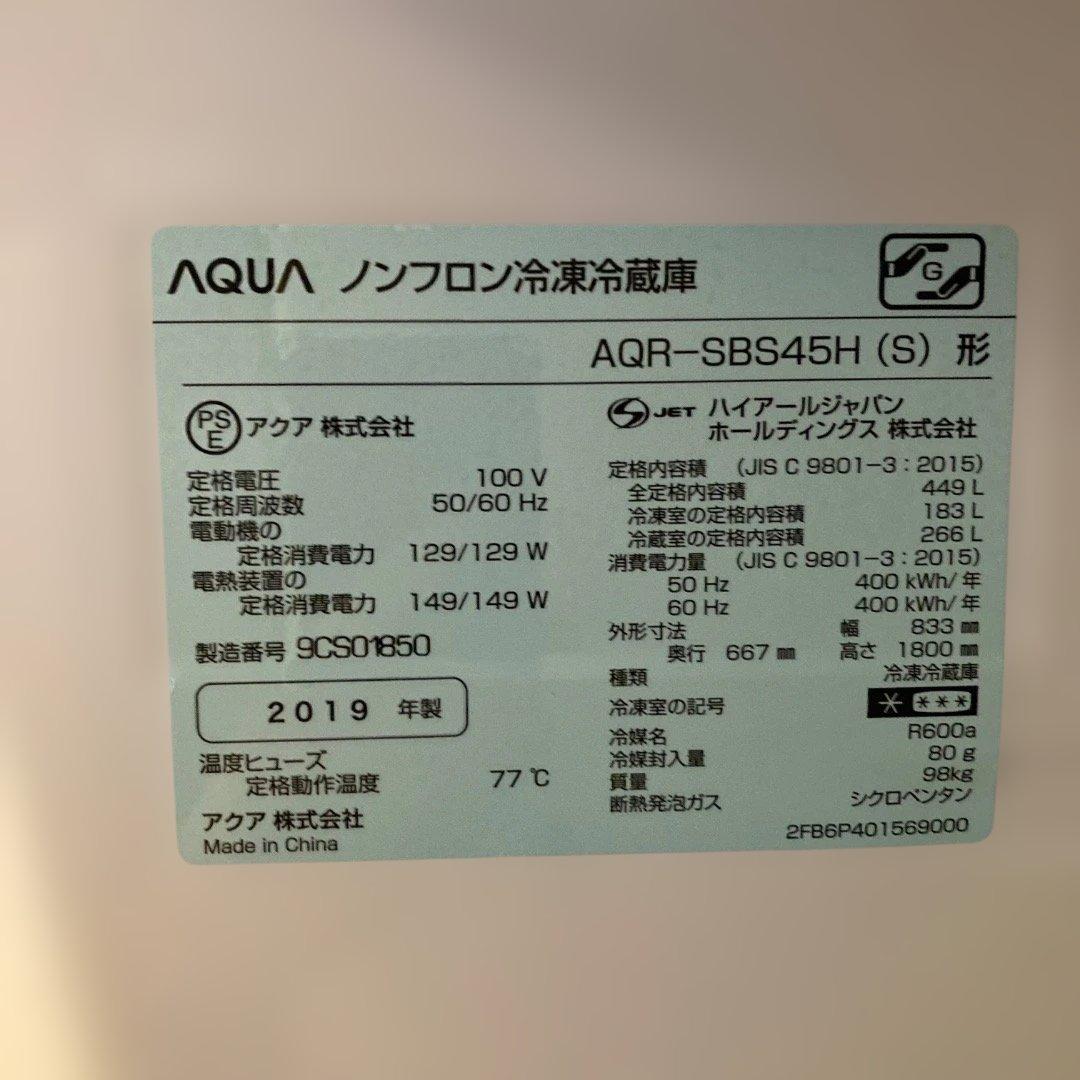 AQUA ノンフロン冷凍冷蔵庫
G
AQR-SBS45H (S) 形
PS E アクア 株式会社
定格電圧 100 V
定格周波数 50/60 Hz
電動機の
定格消費電力 129/129 W
電熱装置の
定格消費電力 149/149 W
製造番号 9CS01850
2019 年製
温度ヒューズ
定格動作温度 77 ℃
アクア 株式会社
Made in China
JET ハイアールジャパン
ホールディングス 株式会社
定格内容積 (JIS C 9801-3:2015)
全定格内容積 449 L
冷凍室の定格内容積 183 L
冷蔵室の定格内容積 266 L
消費電力量 (JIS C 9801-3:2015)
50 Hz 400 kWh/年
60 Hz 400 kWh/年
外形寸法 幅 833 ㎜
奥行 667 ㎜ 高さ 1800 ㎜
種類 冷凍冷蔵庫
冷凍室の記号 * ***
冷媒名 R600a
冷媒封入量 80 g
質量 98kg
断熱発泡ガス シクロペンタン
2FB6P401569000